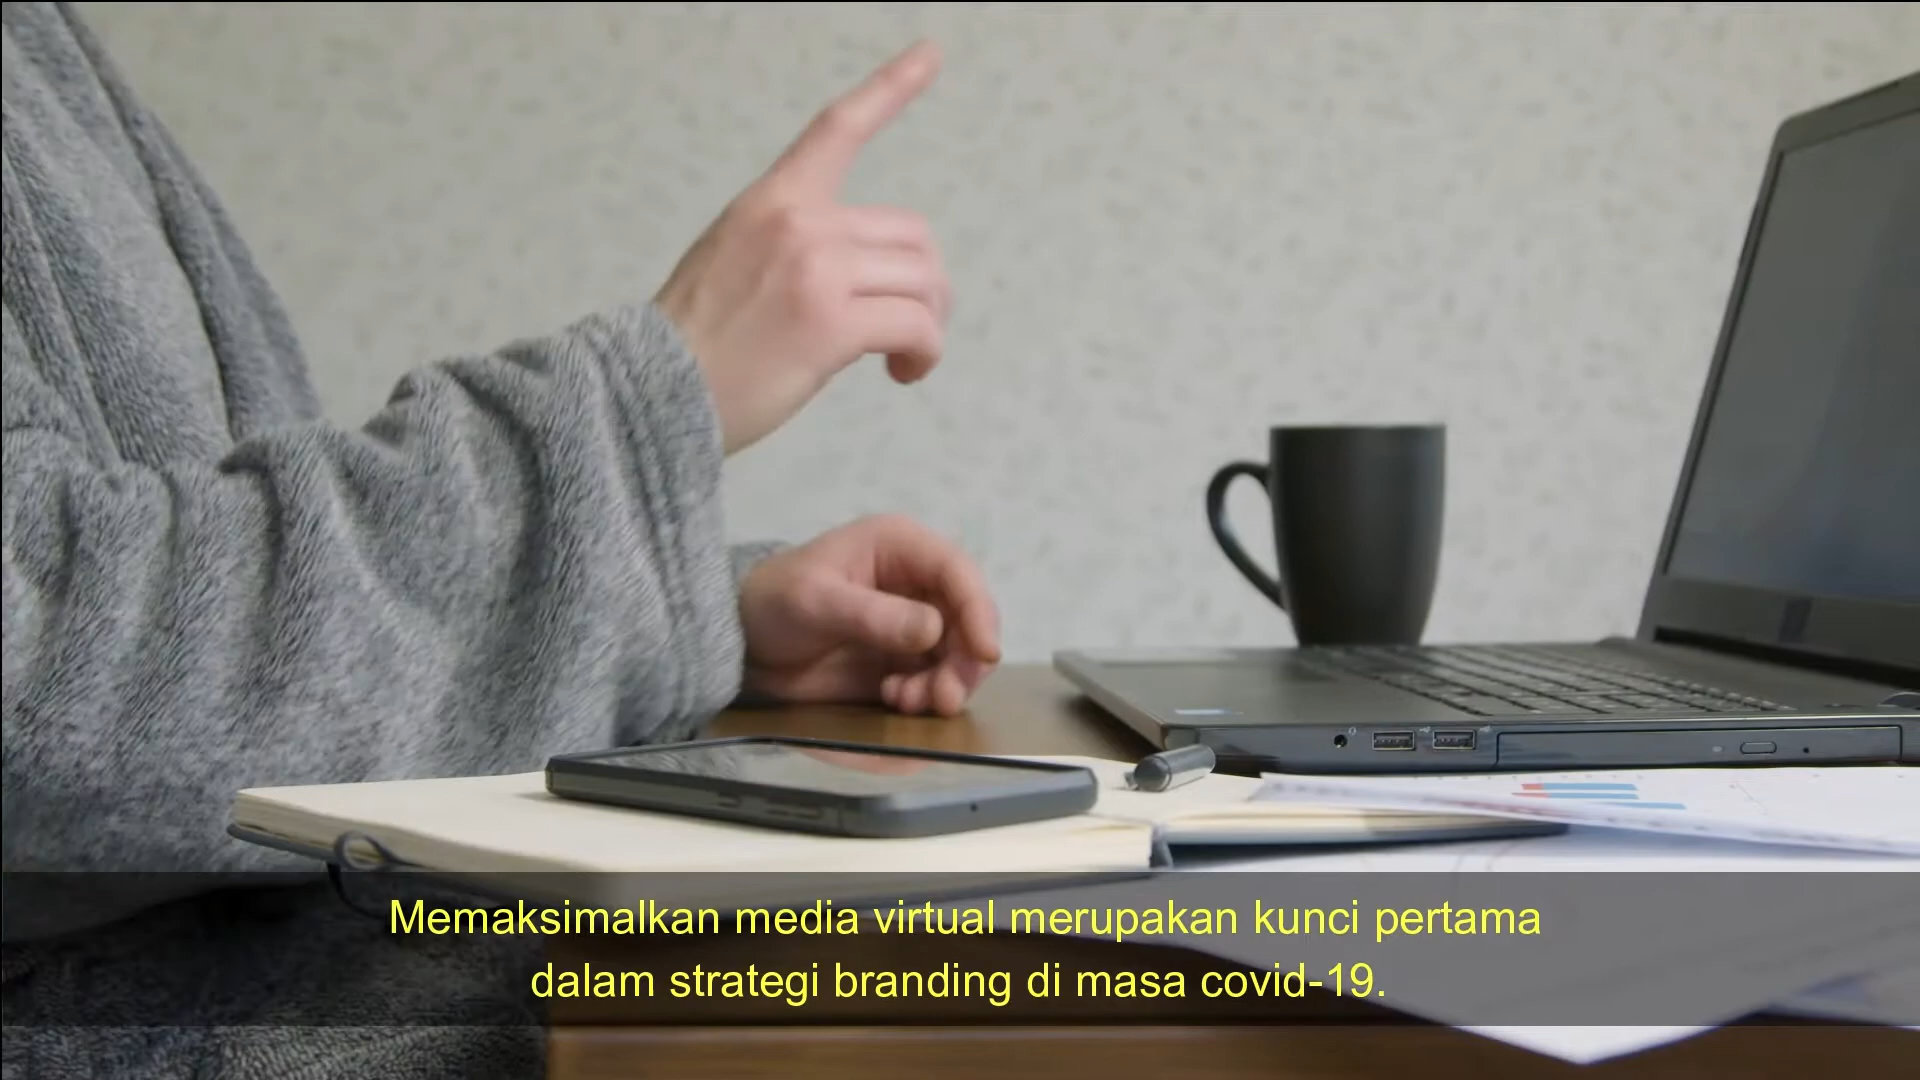 Memaksimalkan media virtual merupakan kunci pertama
dalam strategi branding di masa covid-19.